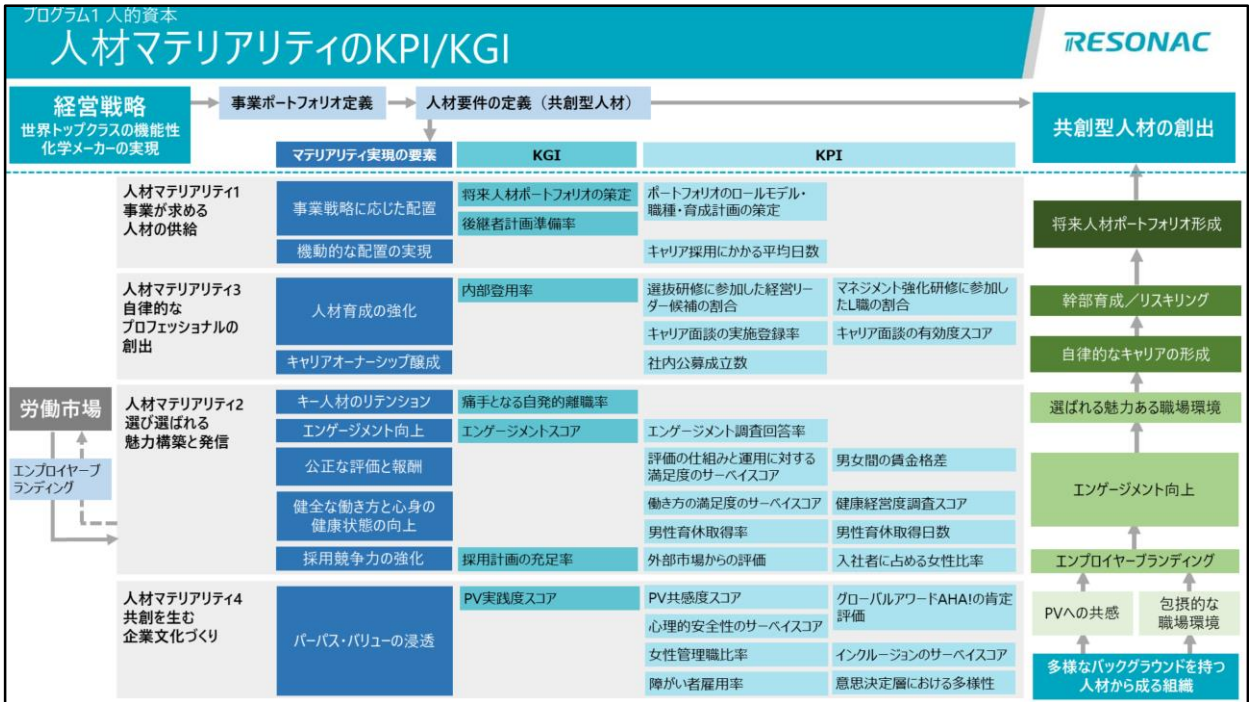 プログラム1 人的資本
人材マテリアリティのKPI/KGI
RESONAC
経営戦略
世界トップクラスの機能性
化学メーカーの実現
事業ポートフォリオ定義
人材要件の定義（共創型人材）
共創型人材の創出
マテリアリティ実現の要素
KGI
KPI
人材マテリアリティ1
事業が求める
人材の供給
事業戦略に応じた配置
将来人材ポートフォリオの策定
後継者計画準備率
ポートフォリオのロールモデル・
職種・育成計画の策定
機動的な配置の実現
キャリア採用にかかる平均日数
人材マテリアリティ3
自律的な
プロフェッショナルの
創出
人材育成の強化
内部登用率
選抜研修に参加した経営リー
ダー候補の割合
マネジメント強化研修に参加し
たL職の割合
キャリア面談の実施登録率
キャリア面談の有効度スコア
キャリアオーナーシップ醸成
社内公募成立数
人材マテリアリティ2
選び選ばれる
魅力構築と発信
キー人材のリテンション
痛手となる自発的離職率
エンゲージメント向上
エンゲージメントスコア
エンゲージメント調査回答率
公正な評価と報酬
評価の仕組みと運用に対する
満足度のサーベイスコア
男女間の賃金格差
健全な働き方と心身の
健康状態の向上
働き方の満足度のサーベイスコア
健康経営度調査スコア
男性育休取得率
男性育休取得日数
採用競争力の強化
採用計画の充足率
外部市場からの評価
入社者に占める女性比率
人材マテリアリティ4
共創を生む
企業文化づくり
パーパス・バリューの浸透
PV実践度スコア
PV共感度スコア
グローバルアワードAHA!の肯定
評価
心理的安全性のサーベイスコア
女性管理職比率
インクルージョンのサーベイスコア
障がい者雇用率
意思決定層における多様性
労働市場
エンプロイヤーブ
ランディング
将来人材ポートフォリオ形成
幹部育成／リスキリング
自律的なキャリアの形成
選ばれる魅力ある職場環境
エンゲージメント向上
エンプロイヤーブランディング
PVへの共感
包摂的な
職場環境
多様なバックグラウンドを持つ
人材から成る組織